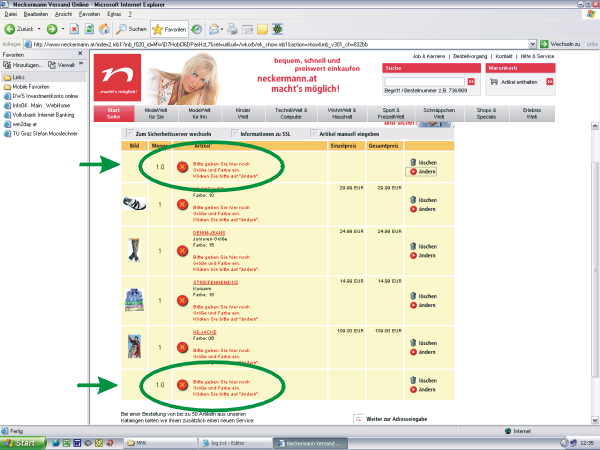 Neckermann Versand Online - Microsoft Internet Explorer
Datei Bearbeiten Ansicht Favoriten Extras ?
Zurück Suchen Favoriten
Adresse Wechseln zu Links
Favoriten
Hinzufügen... Verwalt
Links
Mobile Favoriten
DWS Investmentkonto online
Info04 . Main . WebHome
Volksbank Internet Banking
win2day.at
TU Graz Stefan Mooslechner
n
...macht's möglich!
bequem, schnell und
preiswert einkaufen
neckermann.at
macht's möglich!
Job & Karriere | Bestellvorgang | Kontakt | Hilfe & Service
Suche
Begriff / Bestellnummer z.B. 736/809
Warenkorb
Artikel enthalten
Start
Seite
ModeWelt
für Sie
ModeWelt
für Ihn
Kinder
Welt
TechnikWelt &
Computer
WohnWelt &
Haushalt
Sport &
FreizeitWelt
Schnäppchen
Welt
Shops &
Specials
Erlebnis
Welt
und sicher!
Zum Sicherheitsserver wechseln
Informationen zu SSL
Artikel manuell eingeben
Bild Menge Artikel Einzelpreis Gesamtpreis
1.0
Bitte geben Sie hier noch
Größe und Farbe ein.
Klicken Sie bitte auf "ändern".
löschen
ändern
Farbe: 10
1
Bitte geben Sie hier noch
Größe und Farbe ein.
Klicken Sie bitte auf "ändern".
29.99 EUR 29.99 EUR
löschen
ändern
DENIM-JEANS
Junioren-Größe
Farbe: 15
1
Bitte geben Sie hier noch
Größe und Farbe ein.
Klicken Sie bitte auf "ändern".
24.99 EUR 24.99 EUR
löschen
ändern
STREIFENHEMD1/2
Kurzarm
Farbe: 18
1
Bitte geben Sie hier noch
Größe und Farbe ein.
Klicken Sie bitte auf "ändern".
14.99 EUR 14.99 EUR
löschen
ändern
HE-JACHE
Farbe: 06
1
Bitte geben Sie hier noch
Größe und Farbe ein.
Klicken Sie bitte auf "ändern".
109.00 EUR 109.00 EUR
löschen
ändern
1.0
Bitte geben Sie hier noch
Größe und Farbe ein.
Klicken Sie bitte auf "ändern".
löschen
ändern
Bei einer Bestellung von bis zu 50 Artikeln aus unseren
Katalogen bieten wir Ihnen zusätzlich einen neuen Service:
Weiter zur Adresseingabe
Fertig
Internet
Start
MMK
log.txt - Editor
Neckermann Versand ...
12:35